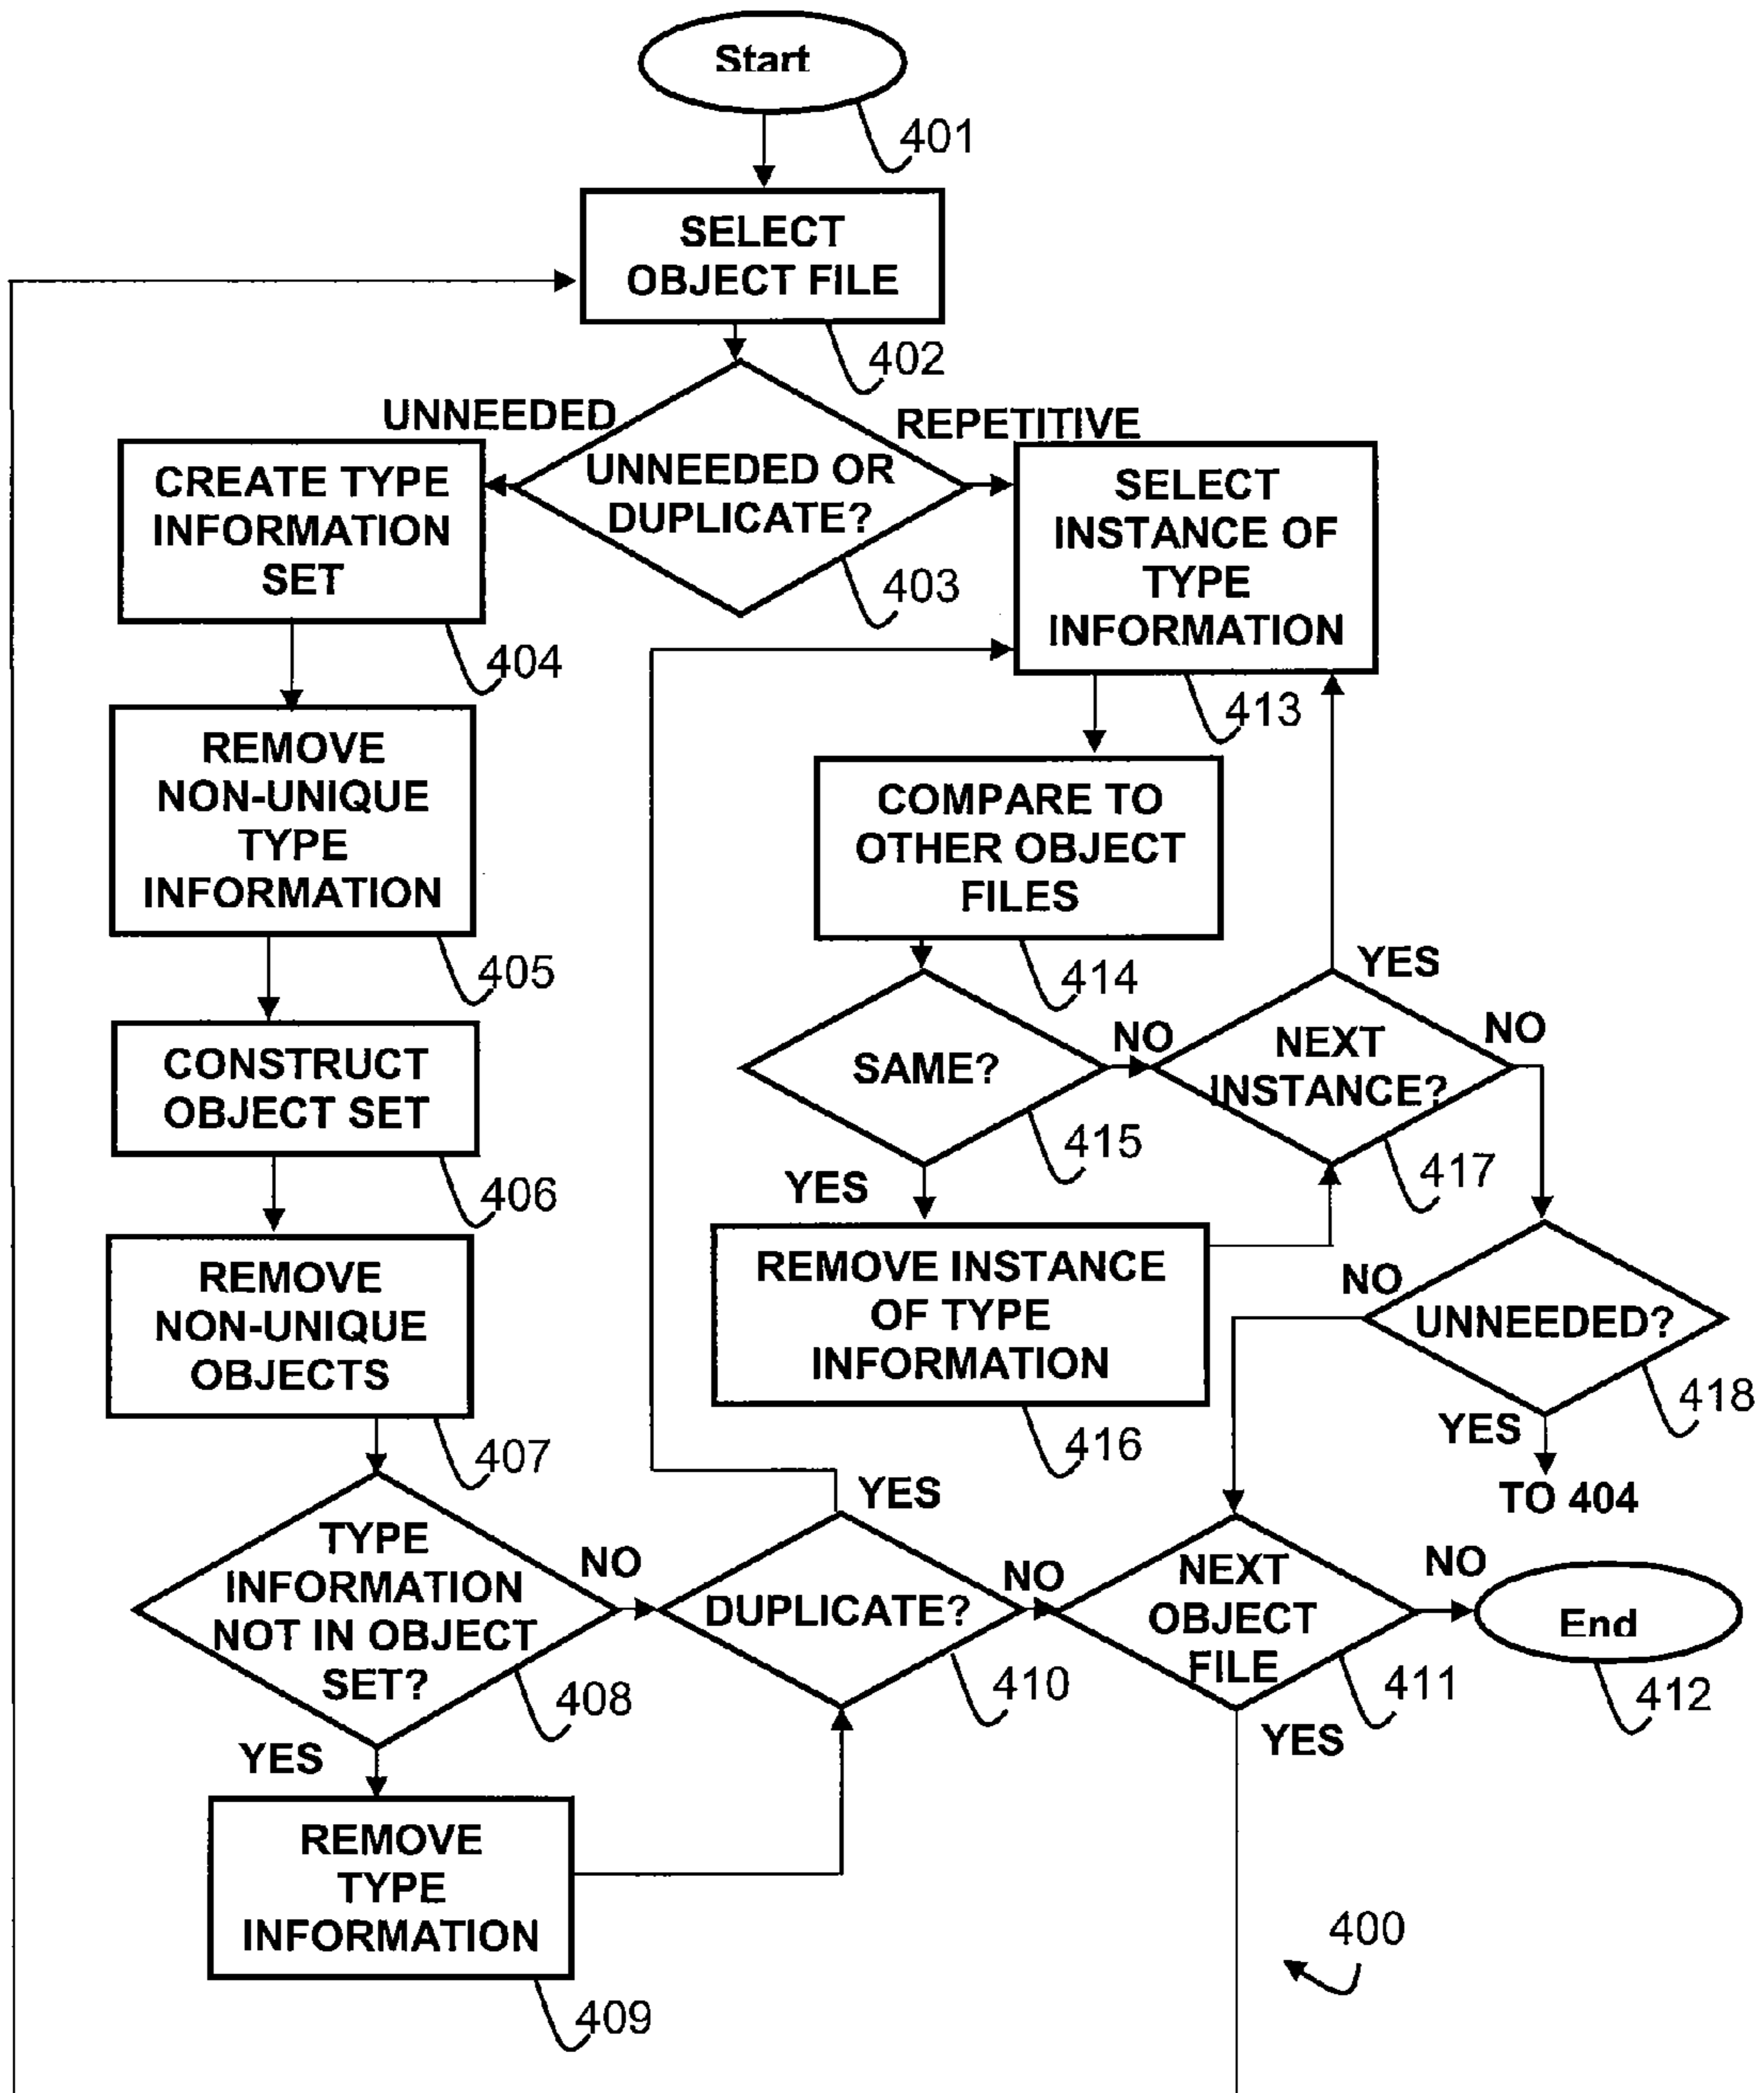 Start
401
SELECT
OBJECT FILE
402
UNNEEDED
REPETITIVE
UNNEEDED OR
DUPLICATE?
403
CREATE TYPE
INFORMATION
SET
404
REMOVE
NON-UNIQUE
TYPE
INFORMATION
405
CONSTRUCT
OBJECT SET
406
REMOVE
NON-UNIQUE
OBJECTS
407
TYPE
INFORMATION
NOT IN OBJECT
SET?
408
NO
YES
REMOVE
TYPE
INFORMATION
409
DUPLICATE?
410
YES
NO
NEXT
OBJECT
FILE
411
NO
YES
End
412
SELECT
INSTANCE OF
TYPE
INFORMATION
413
COMPARE TO
OTHER OBJECT
FILES
414
SAME?
415
NO
YES
REMOVE INSTANCE
OF TYPE
INFORMATION
416
NEXT
INSTANCE?
417
YES
NO
UNNEEDED?
418
NO
YES
TO 404
400